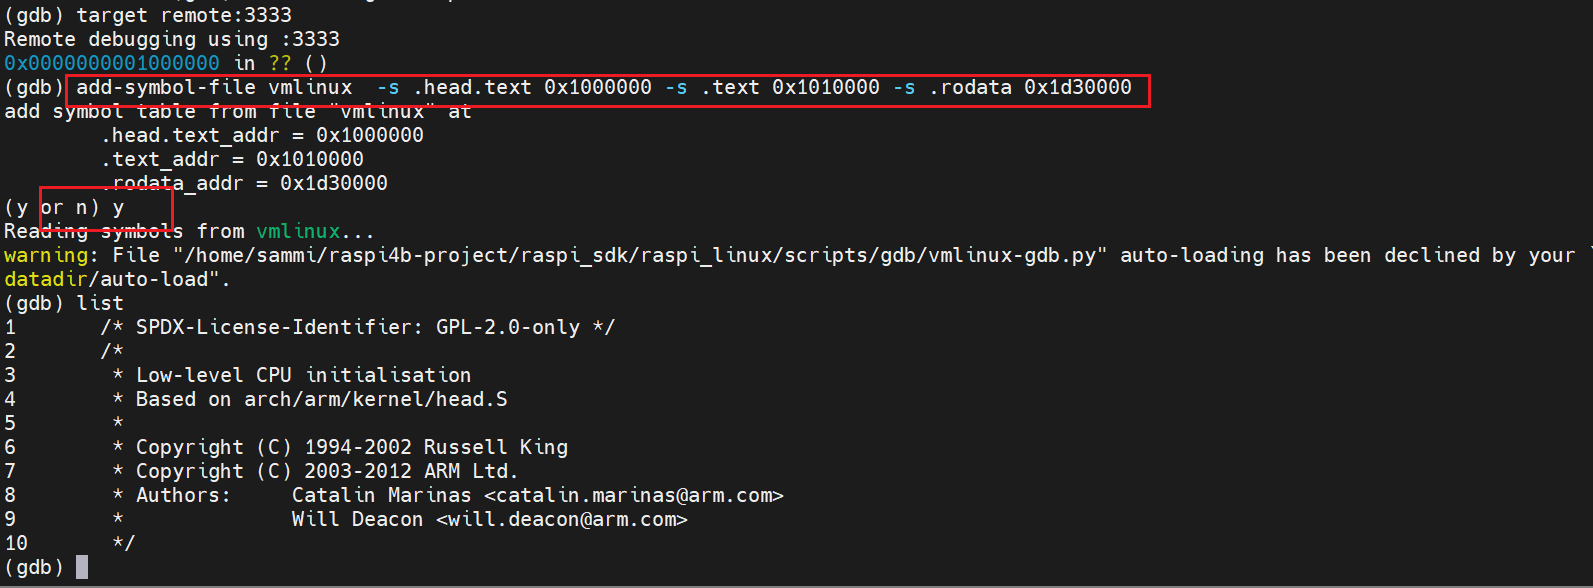 (gdb) target remote:3333
Remote debugging using :3333
0x0000000001000000 in ?? ()
(gdb) add-symbol-file vmlinux  -s .head.text 0x1000000 -s .text 0x1010000 -s .rodata 0x1d30000
add symbol table from file "vmlinux" at
        .head.text_addr = 0x1000000
        .text_addr = 0x1010000
        .rodata_addr = 0x1d30000
(y or n) y
Reading symbols from vmlinux...
warning: File "/home/sammi/raspi4b-project/raspi_sdk/raspi_linux/scripts/gdb/vmlinux-gdb.py" auto-loading has been declined by your `
datadir/auto-load".
(gdb) list
1       /* SPDX-License-Identifier: GPL-2.0-only */
2       /*
3        * Low-level CPU initialisation
4        * Based on arch/arm/kernel/head.S
5        *
6        * Copyright (C) 1994-2002 Russell King
7        * Copyright (C) 2003-2012 ARM Ltd.
8        * Authors:     Catalin Marinas <catalin.marinas@arm.com>
9        *              Will Deacon <will.deacon@arm.com>
10       */
(gdb)